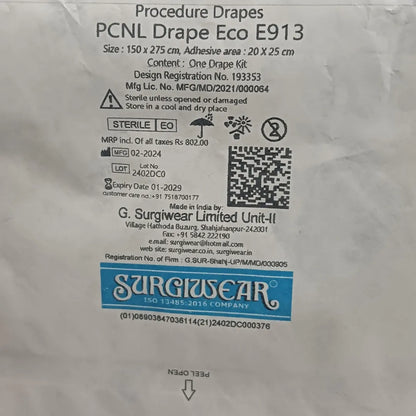 Procedure Drapes
PCNL Drape Eco E913
Size : 150 x 275 cm, Adhesive area : 20 X 25 cm
Content : One Drape Kit
Design Registration No. 193353
Mfg Lic. No. MFG/MD/2021/000064
Sterile unless opened or damaged
Store in a cool and dry place
STERILE EO
MRP incl. Of all taxes Rs 802.00
MFG 02-2024
LOT Lot No. 2402DC0
Expiry Date 01-2029
customer care no.:+91 7518700177
Made in India by:
G. Surgiwear Limited Unit-II
Village Hathoda Buzurg, Shahjahanpur-242001
Fax: +91 5842 222190
e.mail: surgiwear@hotmail.com
web site: surgiwear.co.in, surgiwear.in
Registration No. of Firm : G.SUR-Shahj-UP/M/MD/000905
SURGIWEAR
ISO 13485:2016 COMPANY
(01)08903847036114(21)2402DC000376
PEEL OPEN